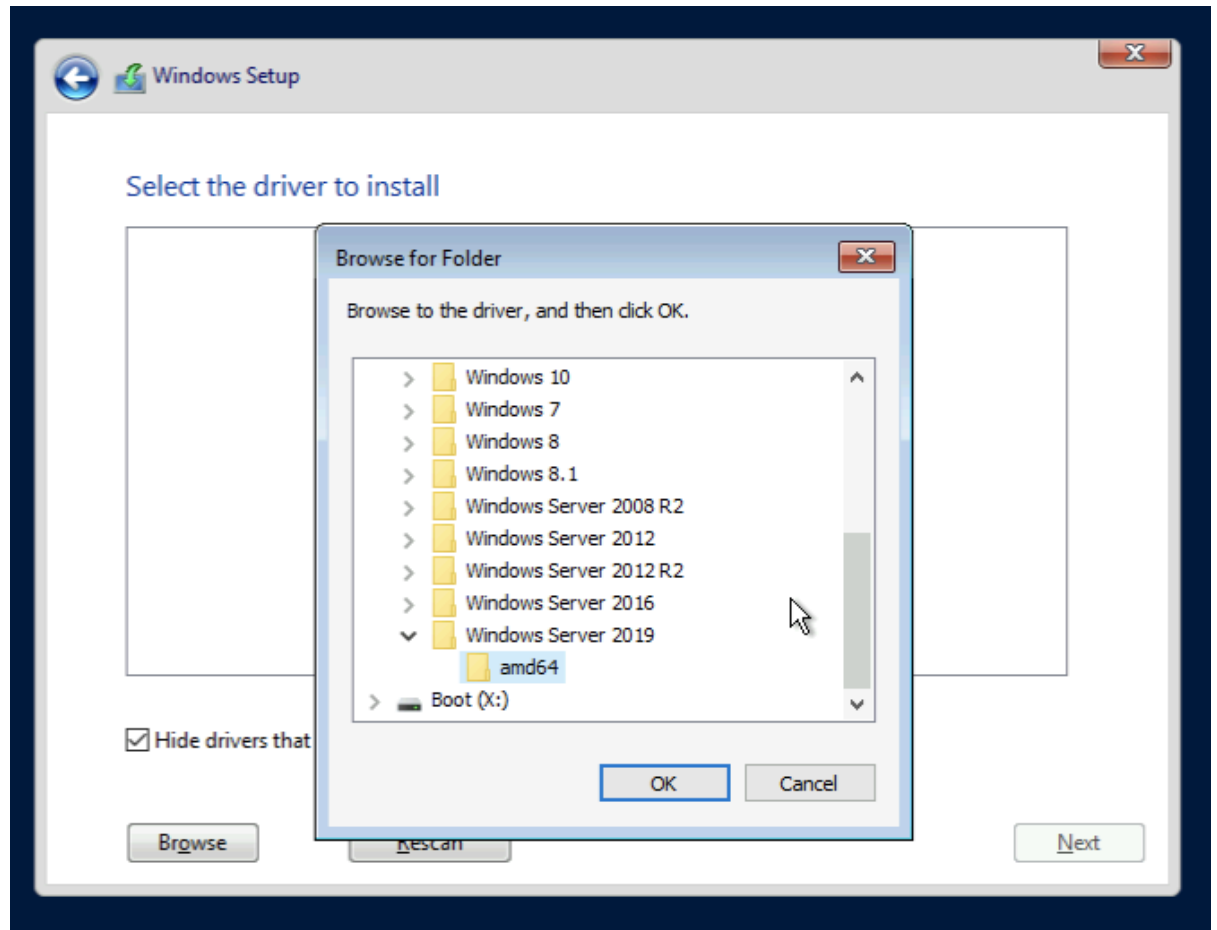 Windows Setup
Select the driver to install
Browse for Folder
Browse to the driver, and then click OK.
Windows 10
Windows 7
Windows 8
Windows 8.1
Windows Server 2008 R2
Windows Server 2012
Windows Server 2012 R2
Windows Server 2016
Windows Server 2019
amd64
Boot (X:)
Hide drivers that
OK
Cancel
Browse
Rescan
Next